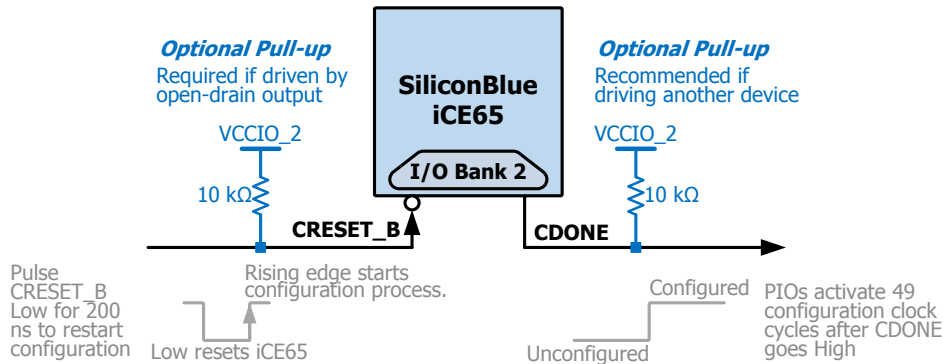 Optional Pull-up
Required if driven by
open-drain output
VCCIO_2
10 kΩ
SiliconBlue
iCE65
I/O Bank 2
Optional Pull-up
Recommended if
driving another device
VCCIO_2
10 kΩ
CRESET_B
CDONE
Pulse
CRESET_B
Low for 200
ns to restart
configuration
Rising edge starts
configuration process.
Low resets iCE65
Configured
Unconfigured
PIOs activate 49
configuration clock
cycles after CDONE
goes High